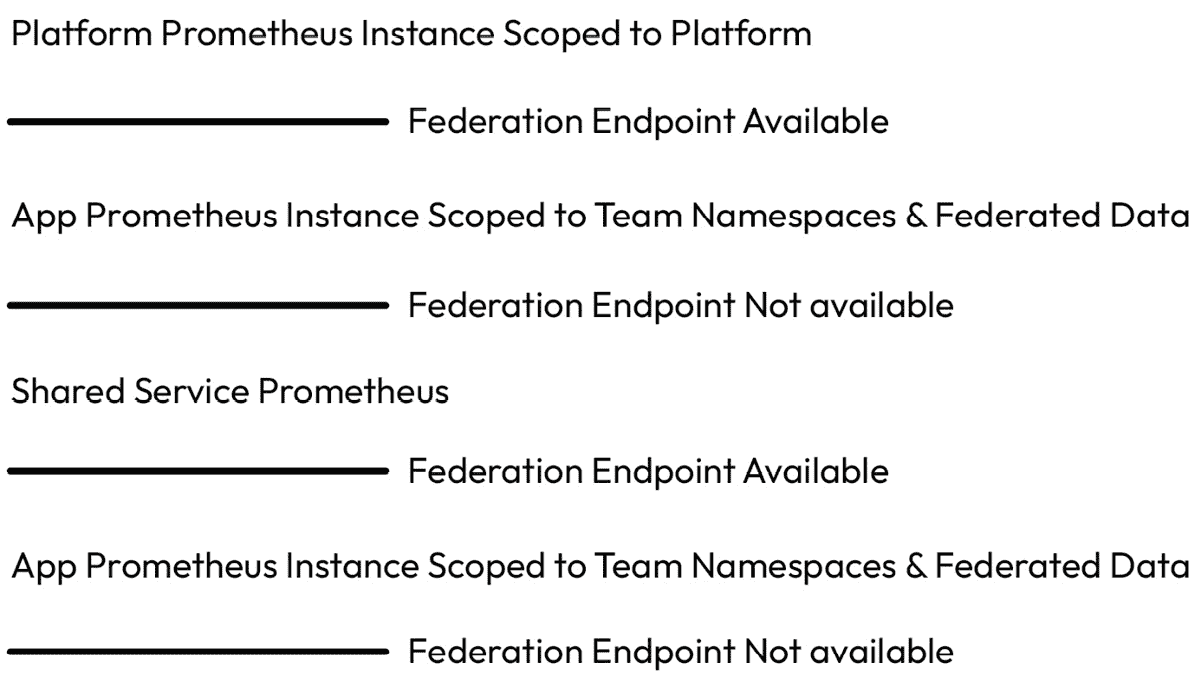 Platform Prometheus Instance Scoped to Platform
Federation Endpoint Available
App Prometheus Instance Scoped to Team Namespaces & Federated Data
Federation Endpoint Not available
Shared Service Prometheus
Federation Endpoint Available
App Prometheus Instance Scoped to Team Namespaces & Federated Data
Federation Endpoint Not available